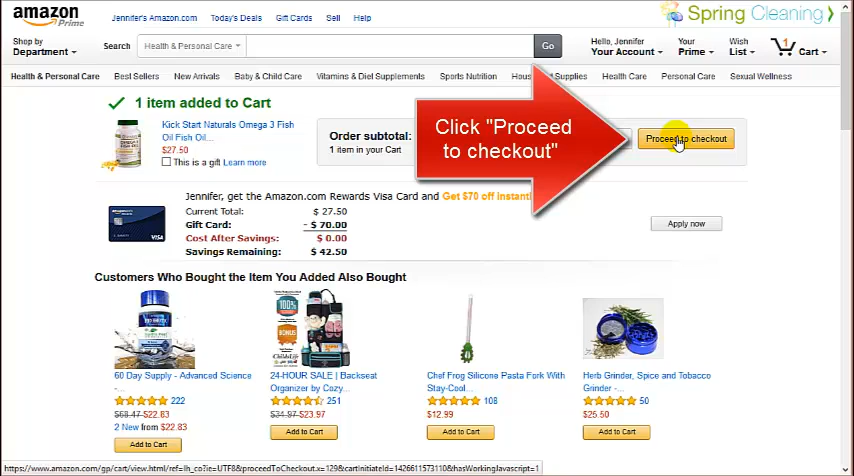 amazon
Prime
Jennifer's Amazon.com Today's Deals Gift Cards Sell Help
Spring Cleaning
Shop by
Department
Search Health & Personal Care Go
Hello, Jennifer
Your Account
Your
Prime
Wish
List
1
Cart
Health & Personal Care Best Sellers New Arrivals Baby & Child Care Vitamins & Diet Supplements Sports Nutrition Supplies Health Care Personal Care Sexual Wellness
1 item added to Cart
Kick Start Naturals Omega 3 Fish
Oil Fish Oil...
$27.50
This is a gift Learn more
Order subtotal:
1 item in your Cart
Click "Proceed
to checkout"
Proceed to checkout
Jennifer, get the Amazon.com Rewards Visa Card and Get $70 off
Current Total: $ 27.50
Gift Card: - $ 70.00
Cost After Savings: $ 0.00
Savings Remaining: $ 42.50
VISA
Apply now
Customers Who Bought the Item You Added Also Bought
100%
BONUS
60 Day Supply - Advanced Science
-...
222
$68.47 $22.83
2 New from $22.83
Add to Cart
24-HOUR SALE | Backseat
Organizer by Cozy...
251
$34.97 $23.97
Add to Cart
Chef Frog Silicone Pasta Fork With
Stay-Cool...
108
$12.99
Add to Cart
Herb Grinder, Spice and Tobacco
Grinder -...
50
$25.50
Add to Cart
https://www.amazon.com/gp/cart/view.html/ref=lh_co?ie=UTF8&proceedToCheckout.x=129&cartInitiateId=1426611573110&hasWorkingJavascript=1